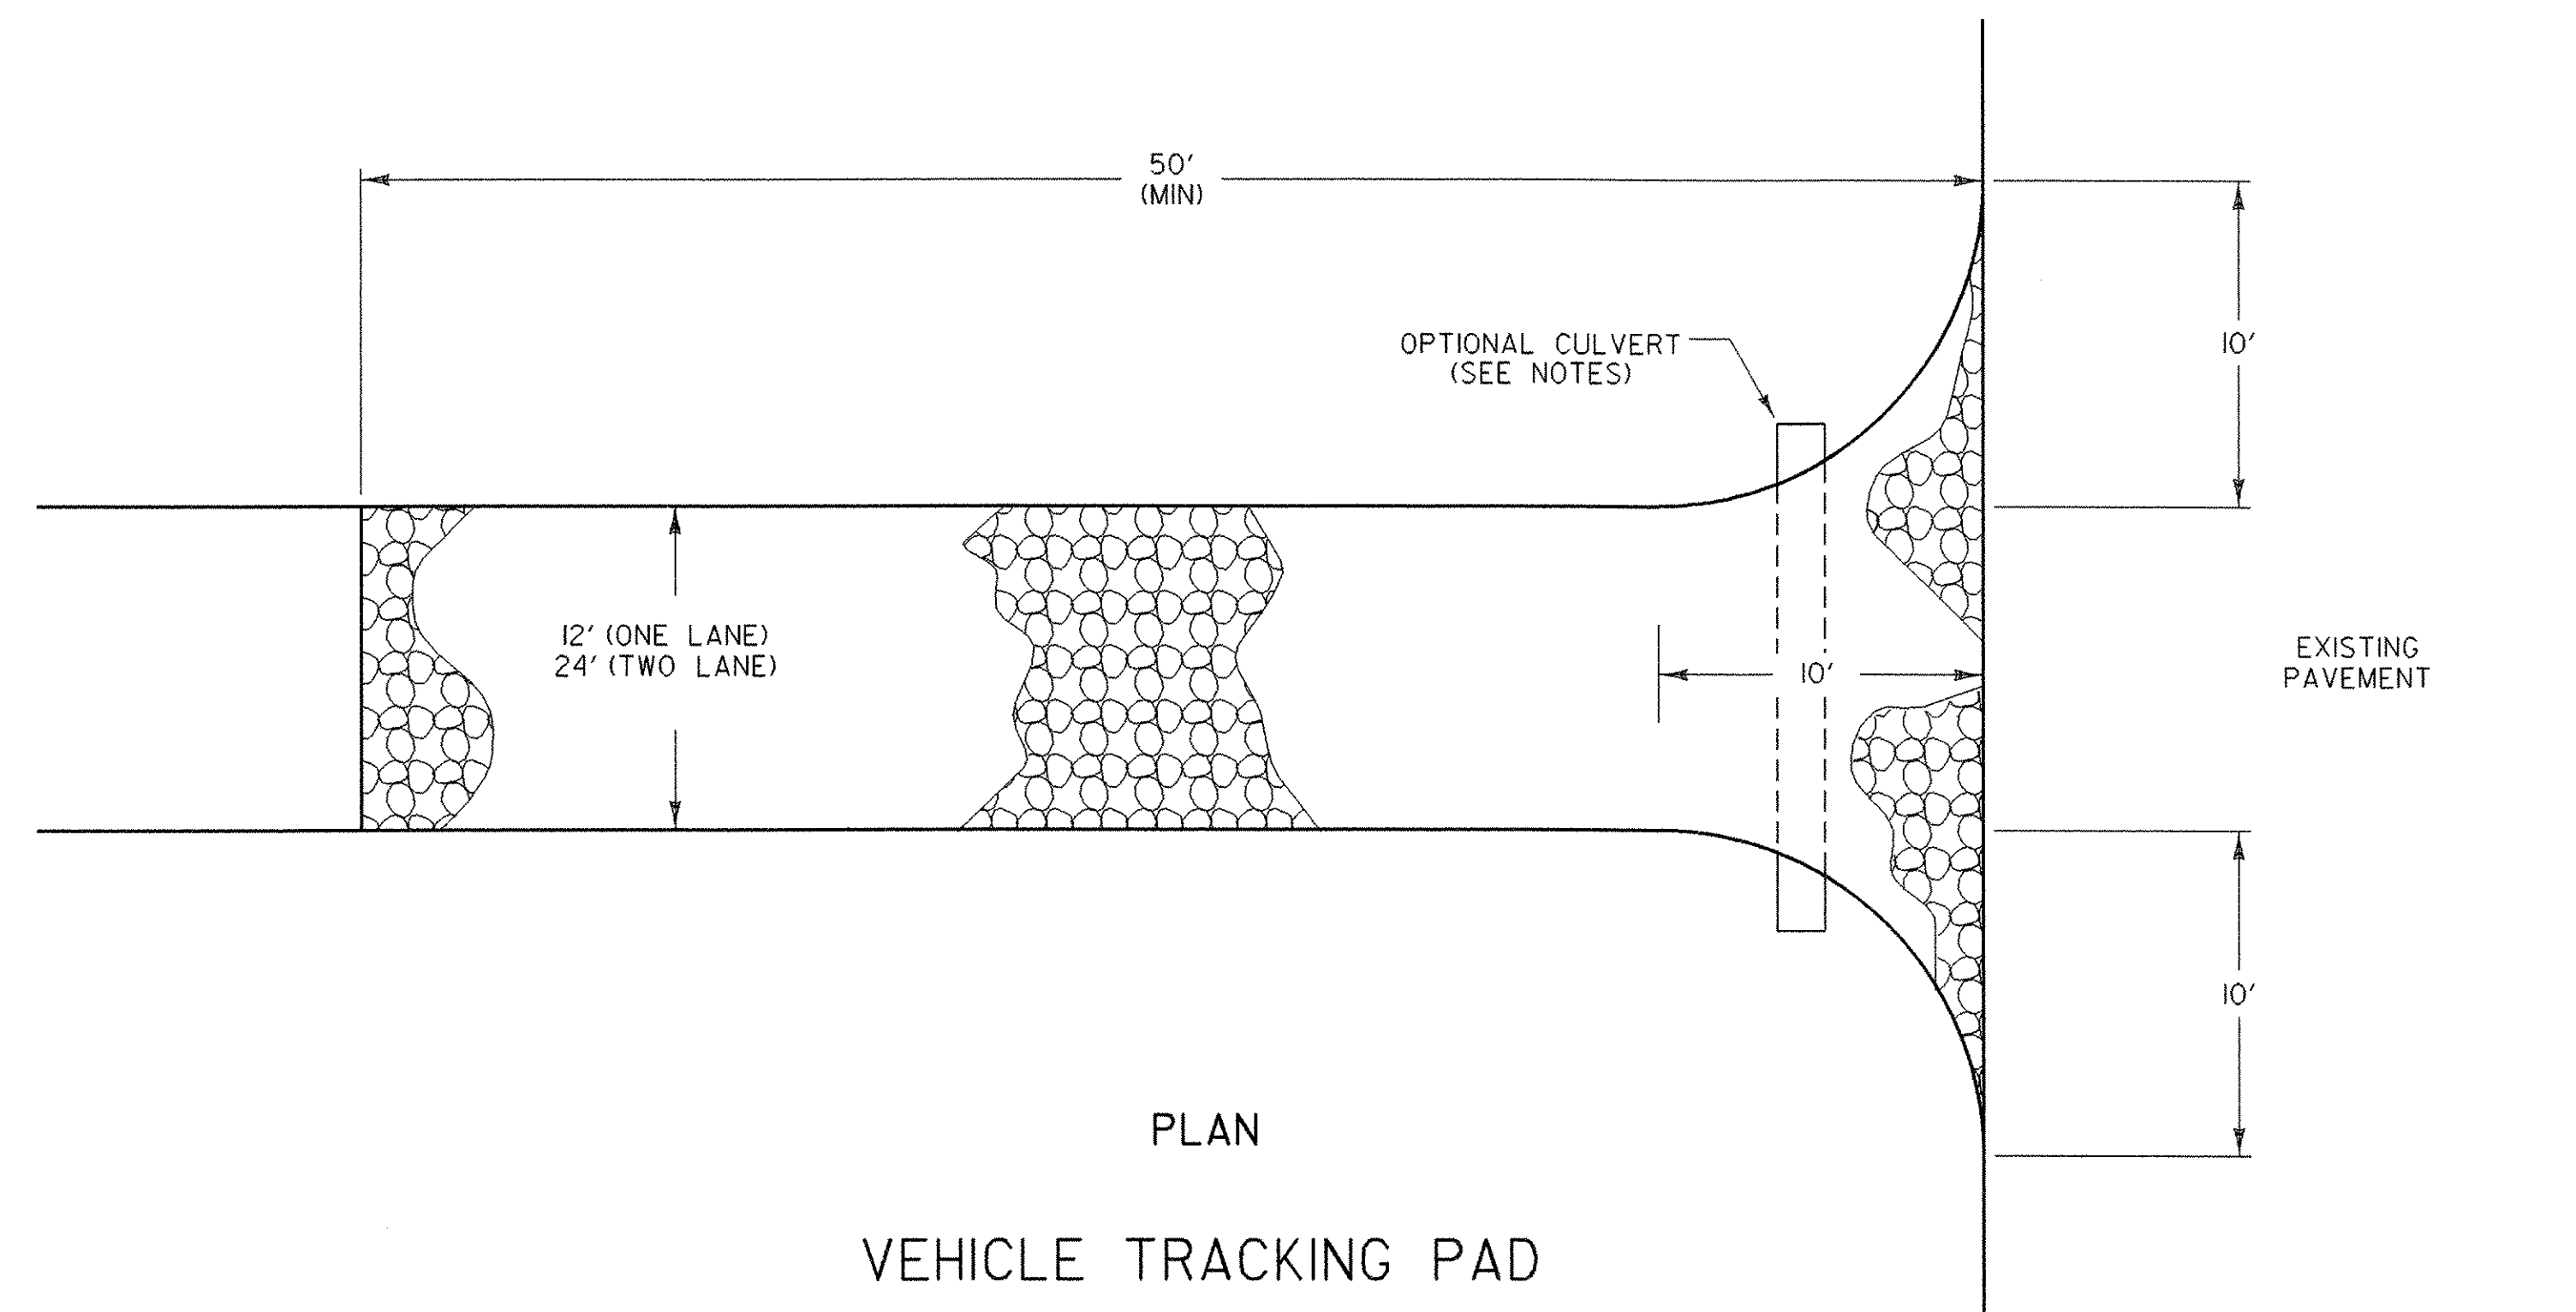 50'
(MIN)
OPTIONAL CULVERT
(SEE NOTES)
10'
12' (ONE LANE)
24' (TWO LANE)
10'
EXISTING
PAVEMENT
10'
PLAN
VEHICLE TRACKING PAD